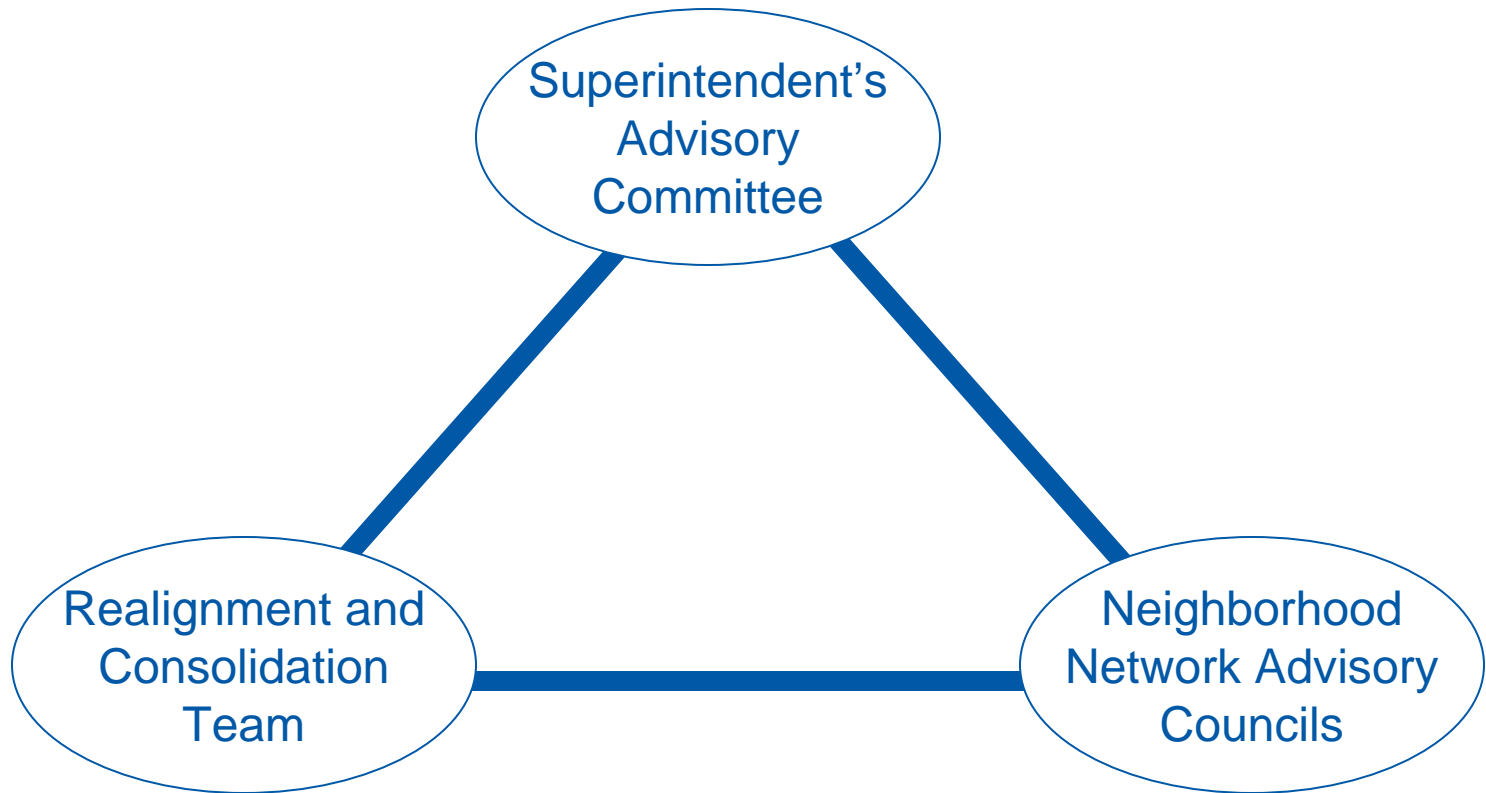 Superintendent’s
Advisory
Committee
Realignment and
Consolidation
Team
Neighborhood
Network Advisory
Councils